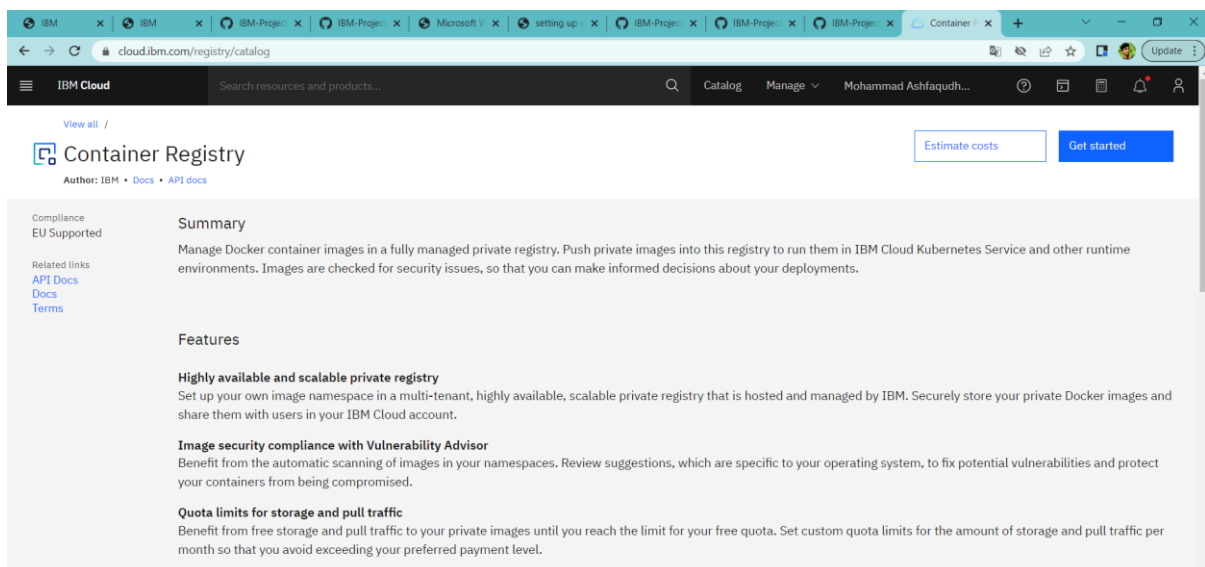 IBM
IBM
IBM-Project
IBM-Project
Microsoft V
setting up e
IBM-Project
IBM-Project
IBM-Project
Container R
cloud.ibm.com/registry/catalog
Update
IBM Cloud
Search resources and products...
Catalog
Manage
Mohammad Ashfaqudh...
View all /
Container Registry
Estimate costs
Get started
Author: IBM • Docs • API docs
Compliance
EU Supported
Related links
API Docs
Docs
Terms
Summary
Manage Docker container images in a fully managed private registry. Push private images into this registry to run them in IBM Cloud Kubernetes Service and other runtime
environments. Images are checked for security issues, so that you can make informed decisions about your deployments.
Features
Highly available and scalable private registry
Set up your own image namespace in a multi-tenant, highly available, scalable private registry that is hosted and managed by IBM. Securely store your private Docker images and
share them with users in your IBM Cloud account.
Image security compliance with Vulnerability Advisor
Benefit from the automatic scanning of images in your namespaces. Review suggestions, which are specific to your operating system, to fix potential vulnerabilities and protect
your containers from being compromised.
Quota limits for storage and pull traffic
Benefit from free storage and pull traffic to your private images until you reach the limit for your free quota. Set custom quota limits for the amount of storage and pull traffic per
month so that you avoid exceeding your preferred payment level.